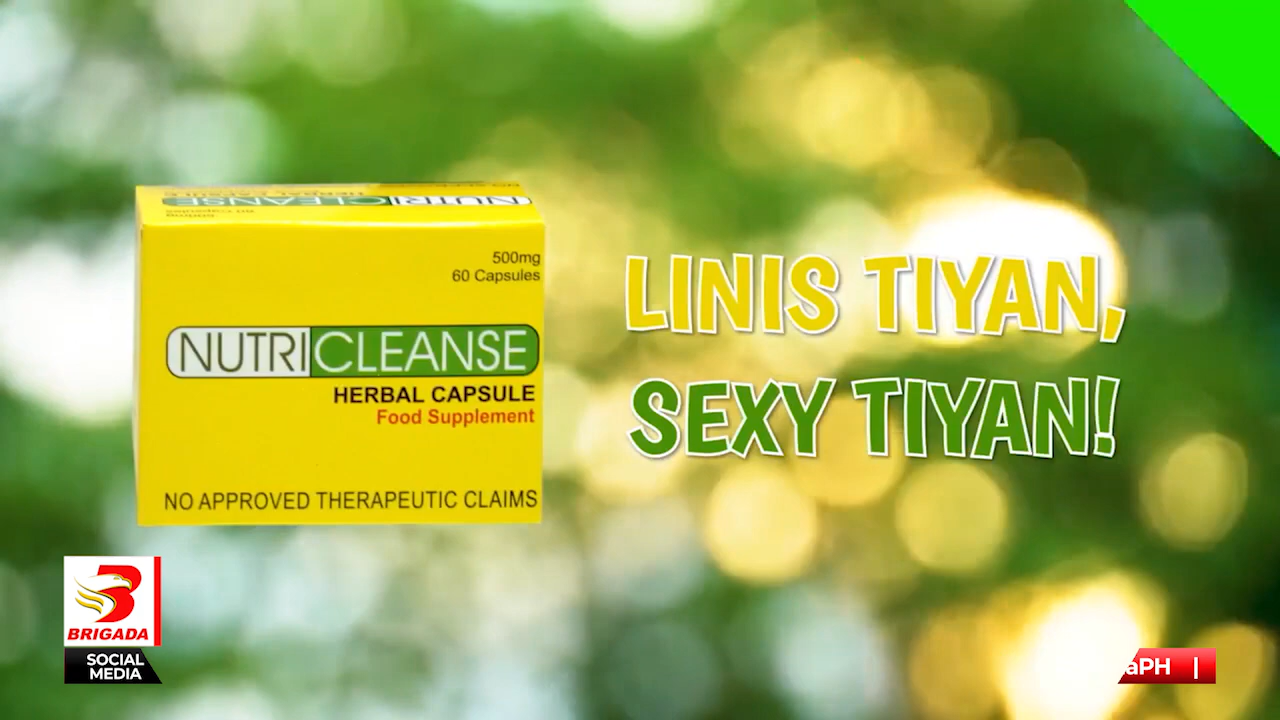 500mg
60 Capsules
NUTRICLEANSE
HERBAL CAPSULE
Food Supplement
NO APPROVED THERAPEUTIC CLAIMS
LINIS TIYAN,
SEXY TIYAN!
BRIGADA
SOCIAL
MEDIA
aPH |